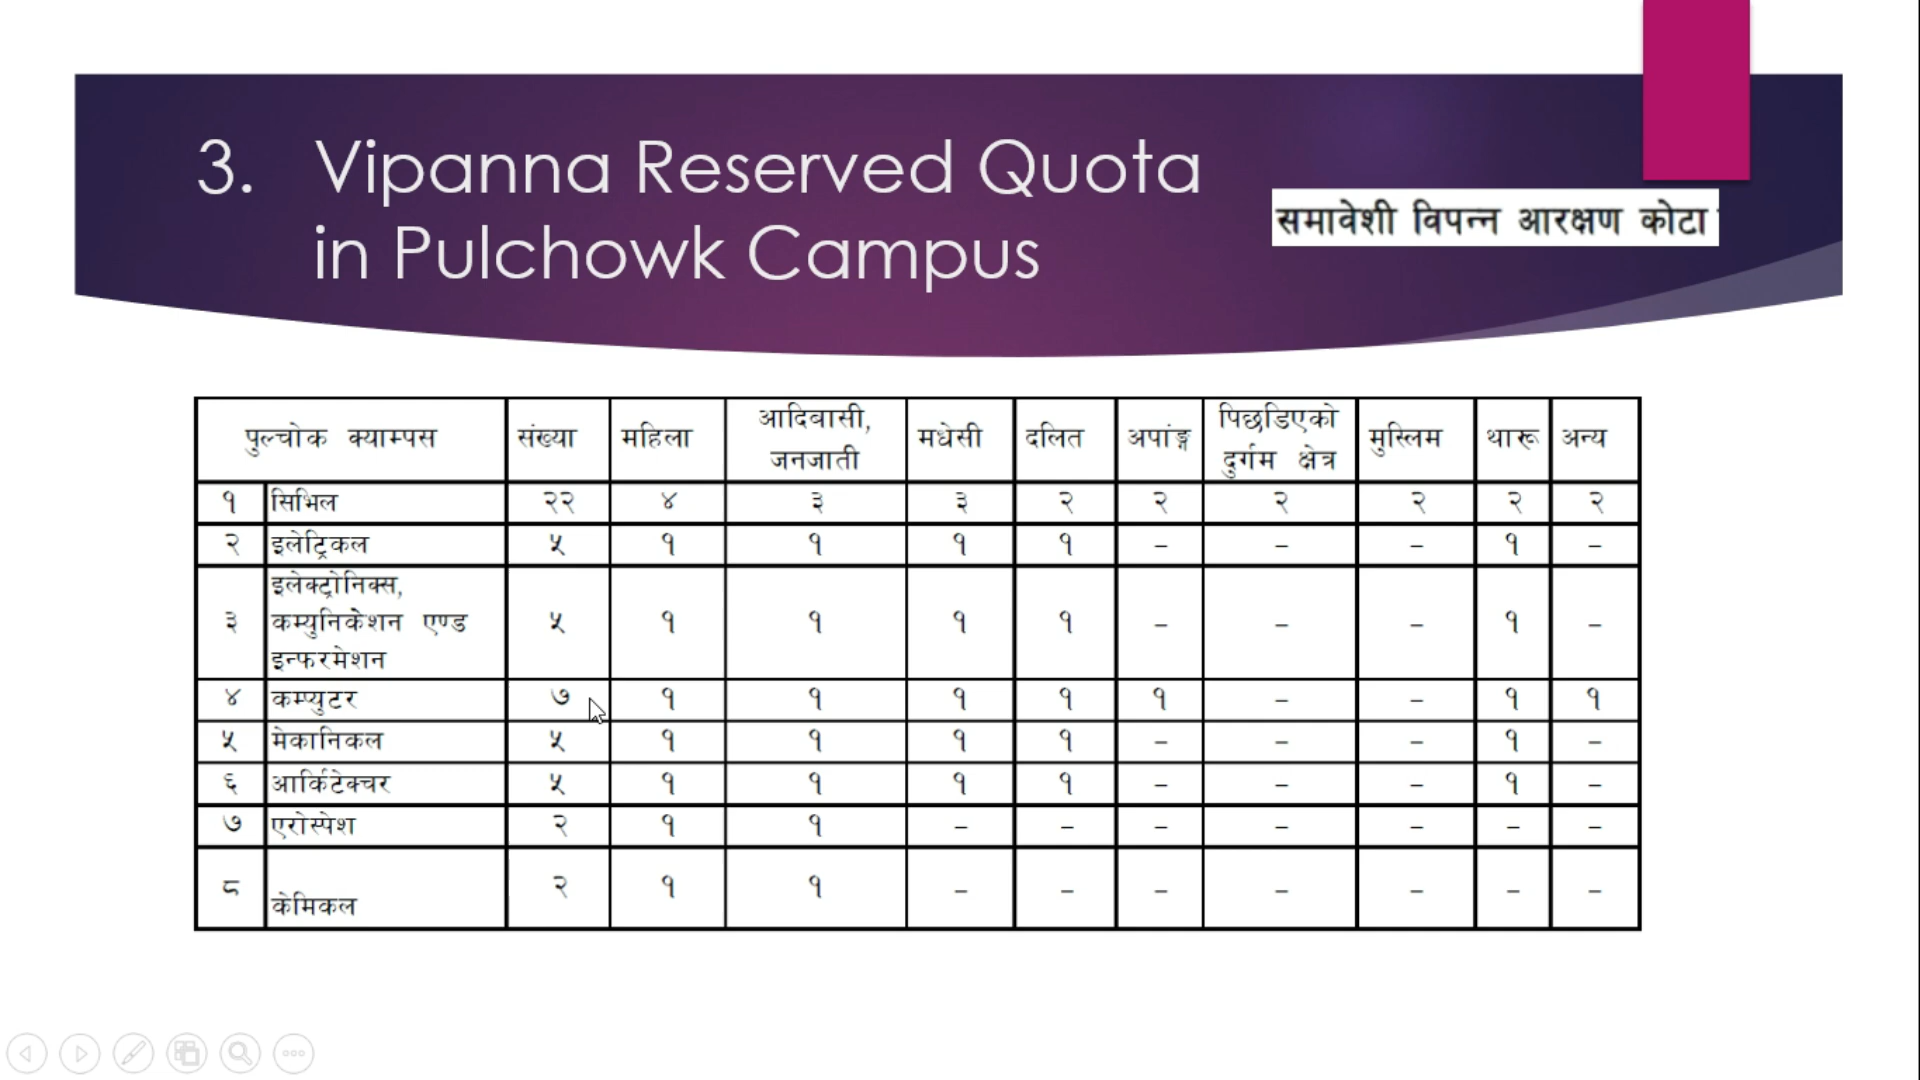 3. Vipanna Reserved Quota
in Pulchowk Campus
समावेशी विपन्न आरक्षण कोटा
पुल्चोक क्याम्पस संख्या महिला आदिबासी, जनजाती मधेसी दलित अपांङ्ग पिछडिएको दुर्गम क्षेत्र मुस्लिम थारू अन्य
१ सिभिल २२ ४ ३ ३ २ २ २ २ २ २
२ इलेट्रिकल ५ १ १ १ १ – – – १ –
३ इलेक्ट्रोनिक्स, कम्युनिकेशन एण्ड इन्फरमेशन ५ १ १ १ १ – – – १ –
४ कम्प्युटर ७ १ १ १ १ १ – – १ १
५ मेकानिकल ५ १ १ १ १ – – – १ –
६ आर्किटेक्चर ५ १ १ १ १ – – – १ –
७ एरोस्पेश २ १ १ – – – – – – –
८ केमिकल २ १ १ – – – – – – –